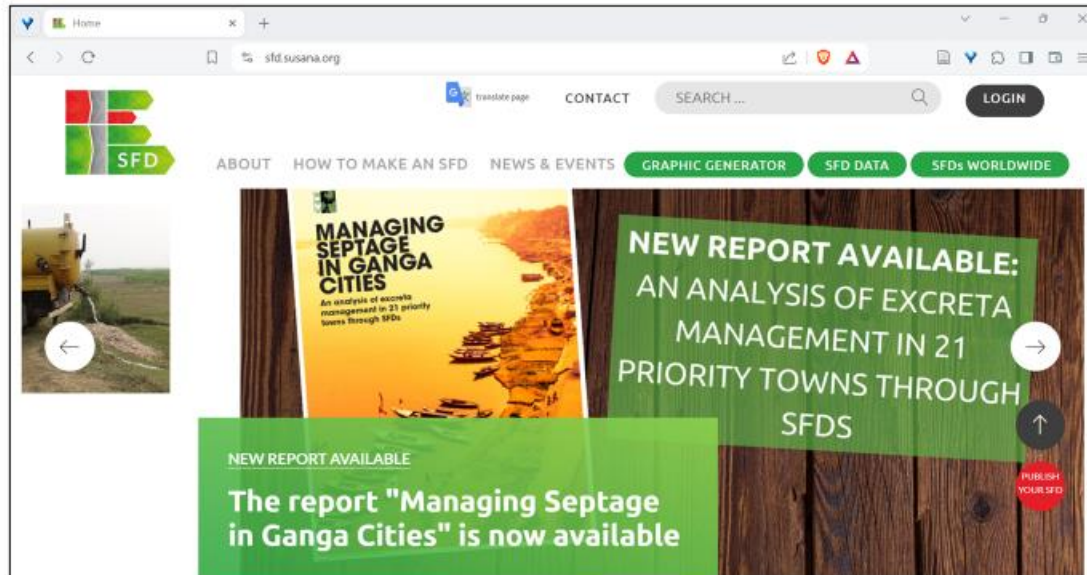 Home
sfd.susana.org
translate page CONTACT SEARCH ... LOGIN
SFD
ABOUT HOW TO MAKE AN SFD NEWS & EVENTS GRAPHIC GENERATOR SFD DATA SFDs WORLDWIDE
MANAGING
SEPTAGE
IN GANGA
CITIES
An analysis of excreta
management in 21 priority
towns through SFDs
NEW REPORT AVAILABLE:
AN ANALYSIS OF EXCRETA
MANAGEMENT IN 21
PRIORITY TOWNS THROUGH
SFDS
PUBLISH
YOUR SFD
NEW REPORT AVAILABLE
The report "Managing Septage
in Ganga Cities" is now available